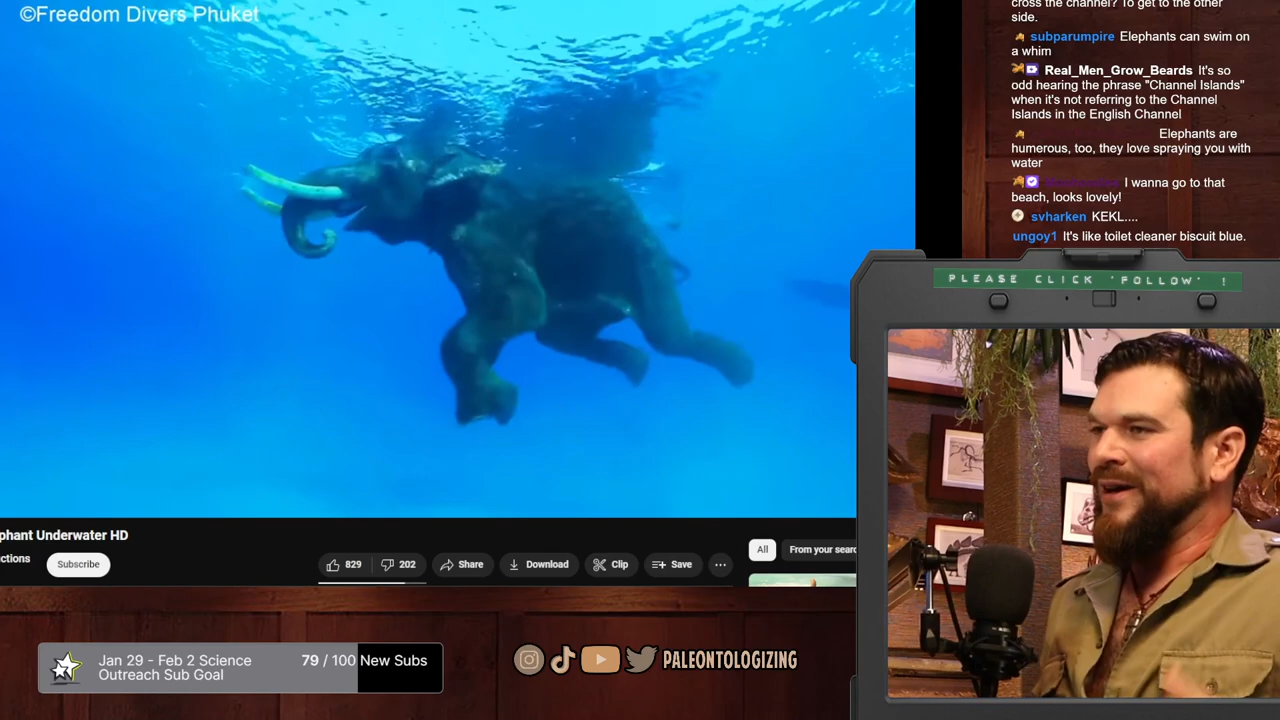 ©Freedom Divers Phuket
cross the channel? To get to the other
side.
subparumpire Elephants can swim on
a whim
Real_Men_Grow_Beards It's so
odd hearing the phrase "Channel Islands"
when it's not referring to the Channel
Islands in the English Channel
Elephants are
humerous, too, they love spraying you with
water
I wanna go to that
beach, looks lovely!
svharken KEKL....
ungoy1 It's like toilet cleaner biscuit blue.
PLEASE CLICK 'FOLLOW' !
phant Underwater HD
ctions
Subscribe
829
202
Share
Download
Clip
Save
All
From your searc
Jan 29 - Feb 2 Science
Outreach Sub Goal
79 / 100 New Subs
PALEONTOLOGIZING